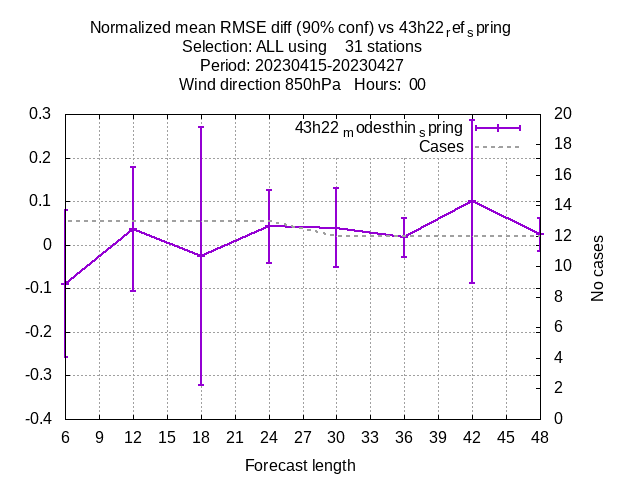 Normalized mean RMSE diff (90% conf) vs 43h22refspring
Selection: ALL using    31 stations
Period: 20230415-20230427
Wind direction 850hPa   Hours:  00
43h22modesthinspring
Cases
0.3
0.2
0.1
0
-0.1
-0.2
-0.3
-0.4
20
18
16
14
12
10
8
6
4
2
0
No cases
6 9 12 15 18 21 24 27 30 33 36 39 42 45 48
Forecast length